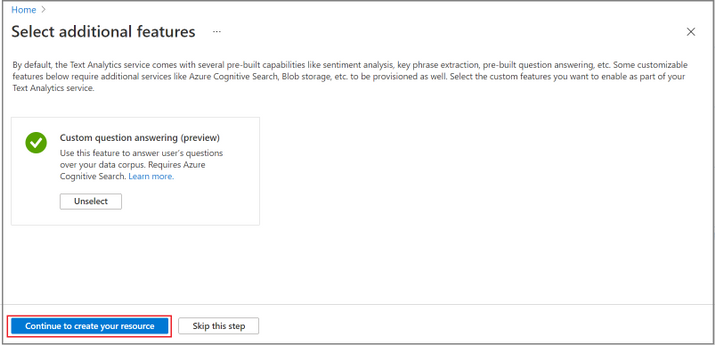 Home
Select additional features ...
By default, the Text Analytics service comes with several pre-built capabilities like sentiment analysis, key phrase extraction, pre-built question answering, etc. Some customizable
features below require additional services like Azure Cognitive Search, Blob storage, etc. to be provisioned as well. Select the custom features you want to enable as part of your
Text Analytics service.
Custom question answering (preview)
Use this feature to answer user's questions
over your data corpus. Requires Azure
Cognitive Search. Learn more.
Unselect
Continue to create your resource
Skip this step